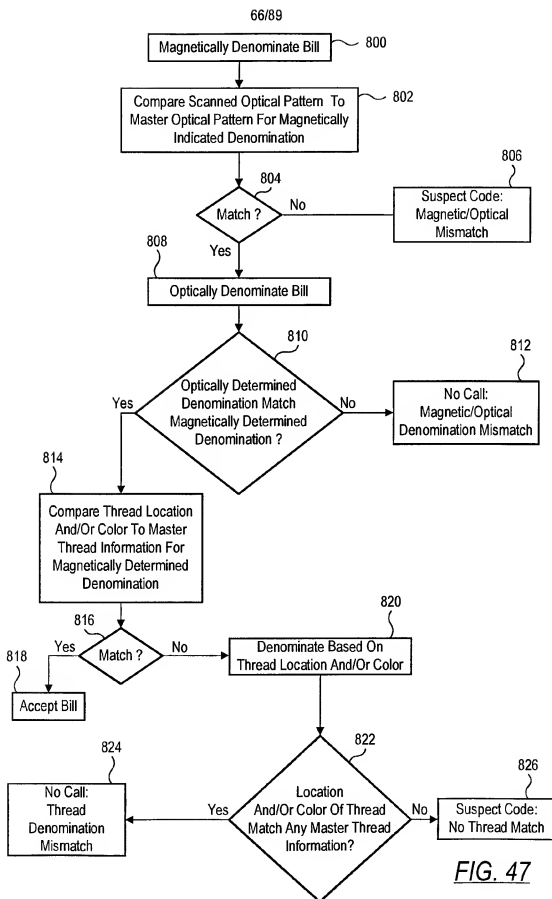 66/89
Magnetically Denominate Bill
800
Compare Scanned Optical Pattern To
Master Optical Pattern For Magnetically
Indicated Denomination
802
804
Match ?
No
Yes
806
Suspect Code:
Magnetic/Optical
Mismatch
808
Optically Denominate Bill
810
Optically Determined
Denomination Match
Magnetically Determined
Denomination ?
Yes
No
812
No Call:
Magnetic/Optical
Denomination Mismatch
814
Compare Thread Location
And/Or Color To Master
Thread Information For
Magnetically Determined
Denomination
816
Match ?
Yes
No
818
Accept Bill
820
Denominate Based On
Thread Location And/Or Color
822
Location
And/Or Color Of Thread
Match Any Master Thread
Information?
Yes
No
824
No Call:
Thread
Denomination
Mismatch
826
Suspect Code:
No Thread Match
FIG. 47